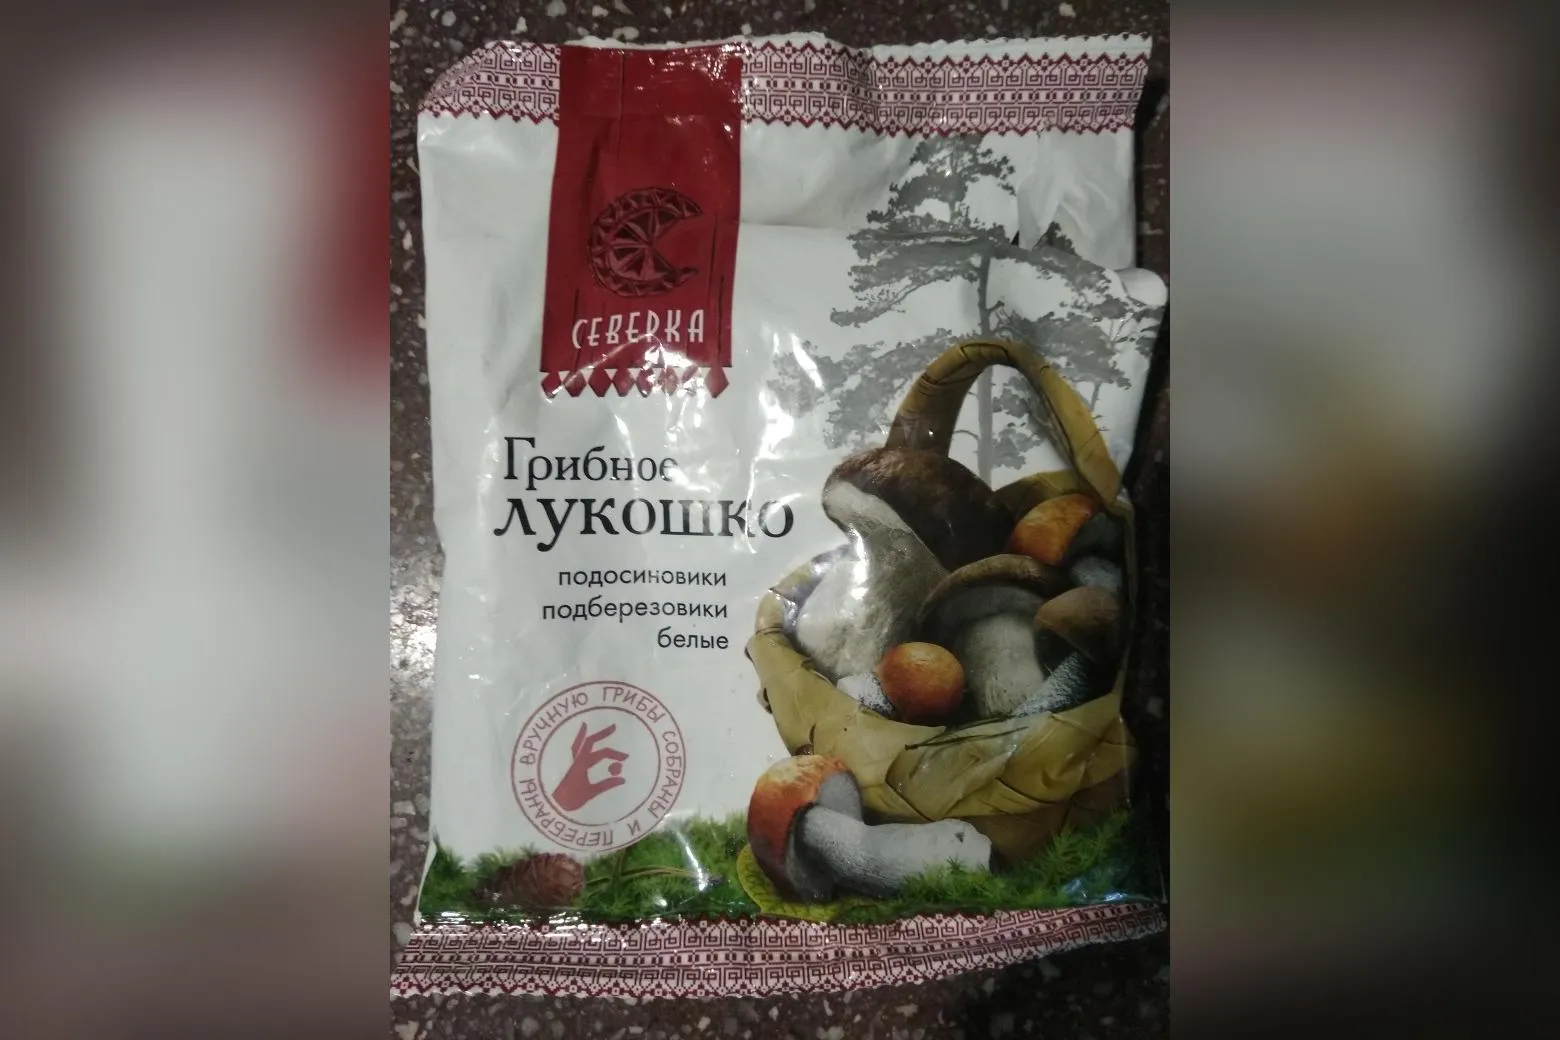 СЕВЕРКА
Грибное
лукошко
подосиновики
подберезовики
белые
ВРУЧНУЮ ГРИБЫ СОБРАНЫ И ПЕРЕБРАНЫ